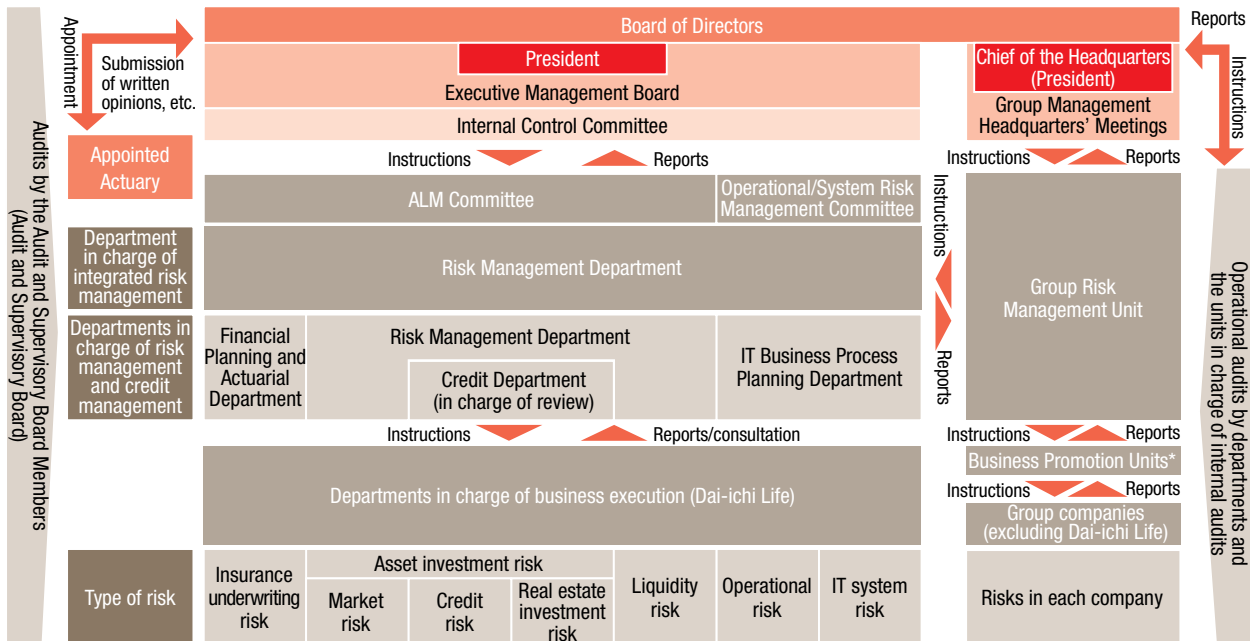 Board of Directors
Reports
Appointment
Submission
of written
opinions, etc.
President
Executive Management Board
Internal Control Committee
Chief of the Headquarters
(President)
Group Management
Headquarters’ Meetings
Instructions
Appointed
Actuary
Instructions
Reports
Instructions
Reports
ALM Committee
Operational/System Risk
Management Committee
Instructions
Audits by the Audit and Supervisory Board Members
(Audit and Supervisory Board)
Department
in charge of
integrated risk
management
Risk Management Department
Group Risk
Management Unit
Operational audits by departments and
the units in charge of internal audits
Departments in
charge of risk
management
and credit
management
Financial
Planning and
Actuarial
Department
Risk Management Department
Credit Department
(in charge of review)
IT Business Process
Planning Department
Reports
Instructions
Reports/consultation
Instructions
Reports
Business Promotion Units*
Instructions
Reports
Departments in charge of business execution (Dai-ichi Life)
Group companies
(excluding Dai-ichi Life)
Type of risk
Insurance
underwriting
risk
Asset investment risk
Market
risk
Credit
risk
Real estate
investment
risk
Liquidity
risk
Operational
risk
IT system
risk
Risks in each company